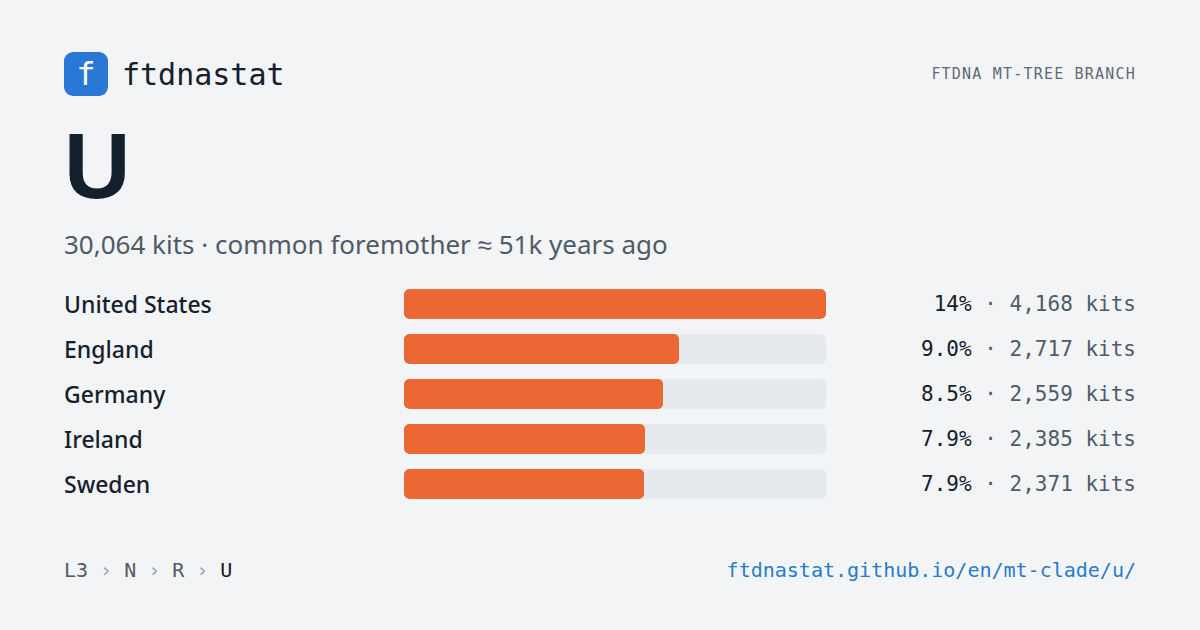 f ftdnastat
FTDNA MT-TREE BRANCH
U
30,064 kits · common foremother ≈ 51k years ago
United States 14% · 4,168 kits
England 9.0% · 2,717 kits
Germany 8.5% · 2,559 kits
Ireland 7.9% · 2,385 kits
Sweden 7.9% · 2,371 kits
L3 › N › R › U
ftdnastat.github.io/en/mt-clade/u/